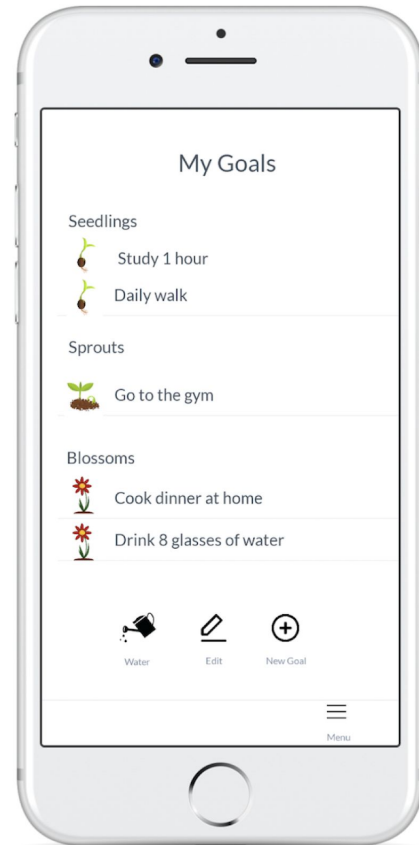 My Goals
Seedlings
Study 1 hour
Daily walk
Sprouts
Go to the gym
Blossoms
Cook dinner at home
Drink 8 glasses of water
Water Edit New Goal
Menu